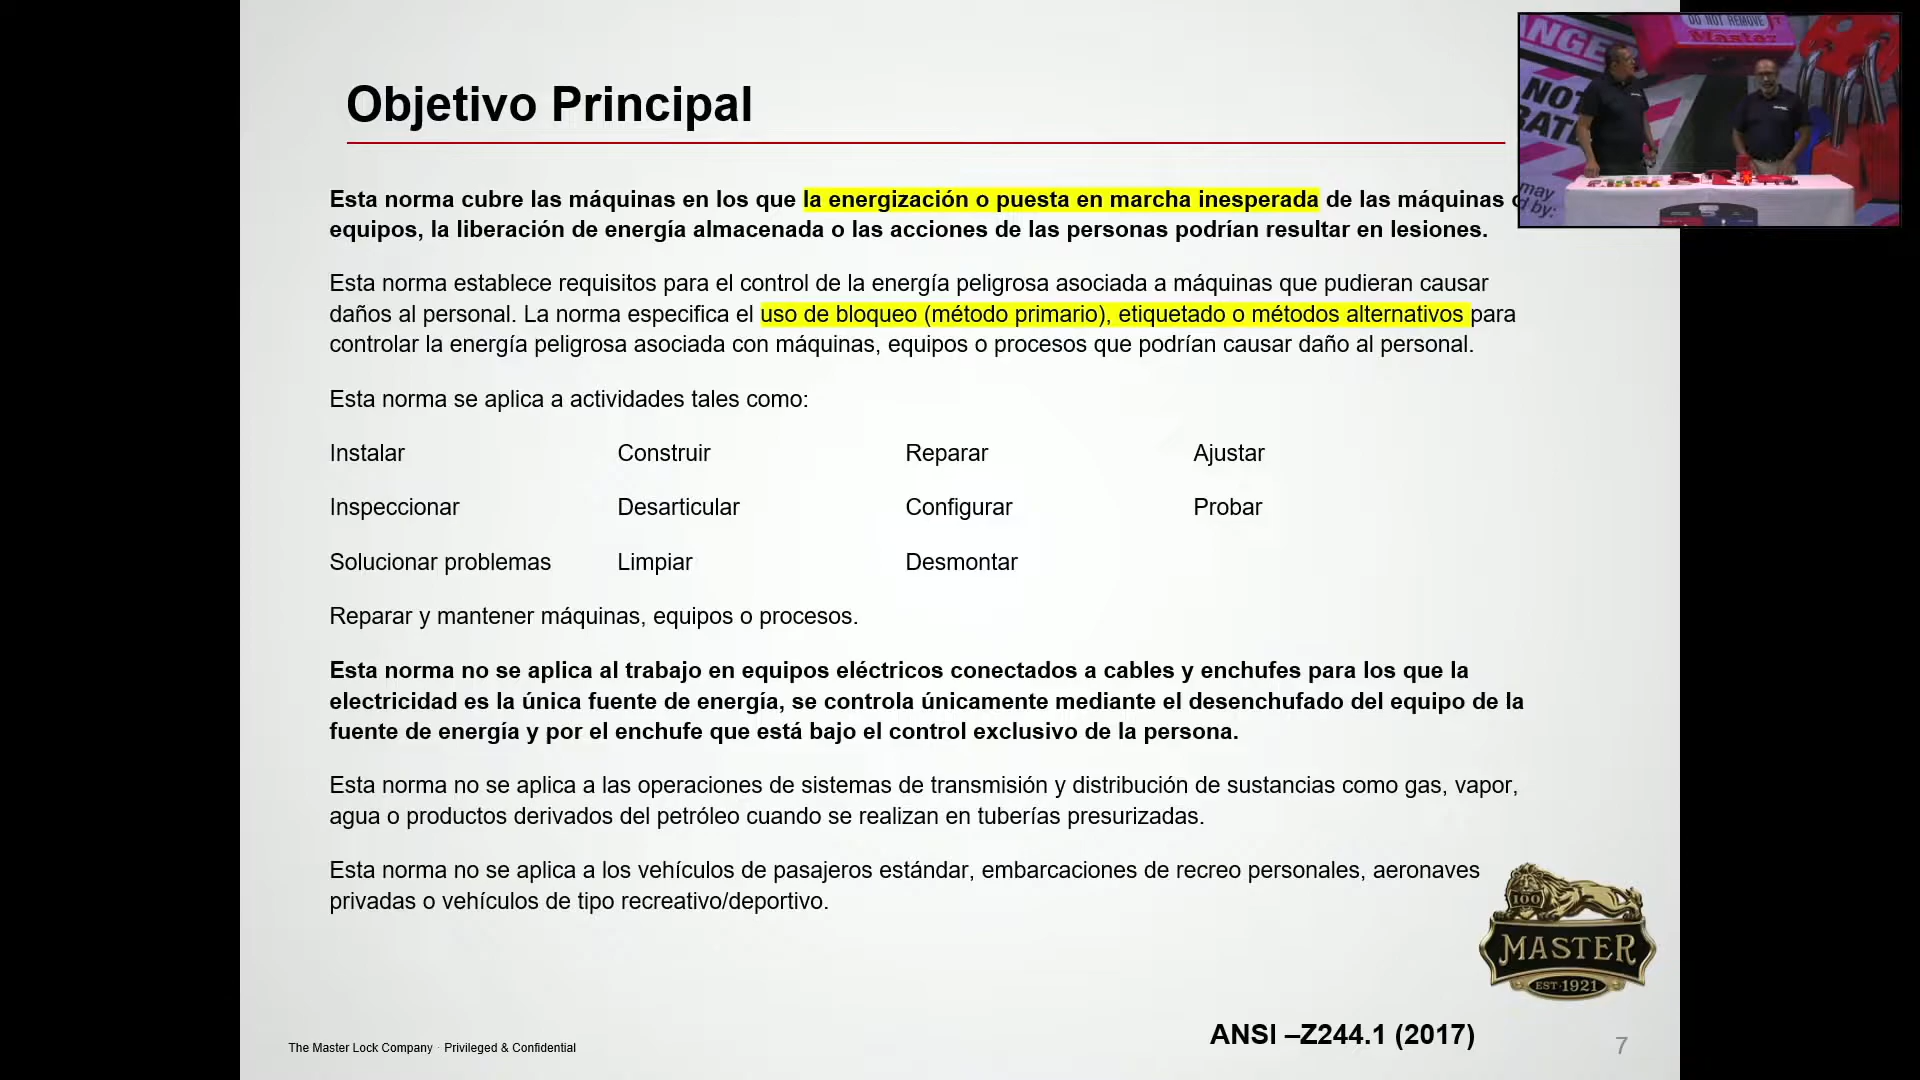 Objetivo Principal
Esta norma cubre las máquinas en los que la energización o puesta en marcha inesperada de las máquinas
equipos, la liberación de energía almacenada o las acciones de las personas podrían resultar en lesiones.
Esta norma establece requisitos para el control de la energía peligrosa asociada a máquinas que pudieran causar
daños al personal. La norma especifica el uso de bloqueo (método primario), etiquetado o métodos alternativos para
controlar la energía peligrosa asociada con máquinas, equipos o procesos que podrían causar daño al personal.
Esta norma se aplica a actividades tales como:
Instalar Construir Reparar Ajustar
Inspeccionar Desarticular Configurar Probar
Solucionar problemas Limpiar Desmontar
Reparar y mantener máquinas, equipos o procesos.
Esta norma no se aplica al trabajo en equipos eléctricos conectados a cables y enchufes para los que la
electricidad es la única fuente de energía, se controla únicamente mediante el desenchufado del equipo de la
fuente de energía y por el enchufe que está bajo el control exclusivo de la persona.
Esta norma no se aplica a las operaciones de sistemas de transmisión y distribución de sustancias como gas, vapor,
agua o productos derivados del petróleo cuando se realizan en tuberías presurizadas.
Esta norma no se aplica a los vehículos de pasajeros estándar, embarcaciones de recreo personales, aeronaves
privadas o vehículos de tipo recreativo/deportivo.
The Master Lock Company · Privileged & Confidential
ANSI –Z244.1 (2017)
7
100
MASTER
EST·1921
DO NOT REMOVE
Master
ANGE
NOT
RAT
may
d by: